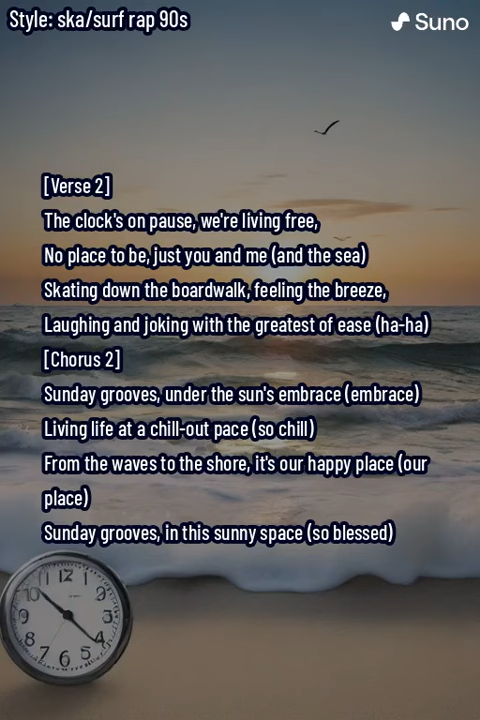 Style: ska/surf rap 90s
Suno
[Verse 2]
The clock's on pause, we're living free,
No place to be, just you and me (and the sea)
Skating down the boardwalk, feeling the breeze,
Laughing and joking with the greatest of ease (ha-ha)
[Chorus 2]
Sunday grooves, under the sun's embrace (embrace)
Living life at a chill-out pace (so chill)
From the waves to the shore, it's our happy place (our
place)
Sunday grooves, in this sunny space (so blessed)
12
10
9
8
7
6
5
4
3
2
1